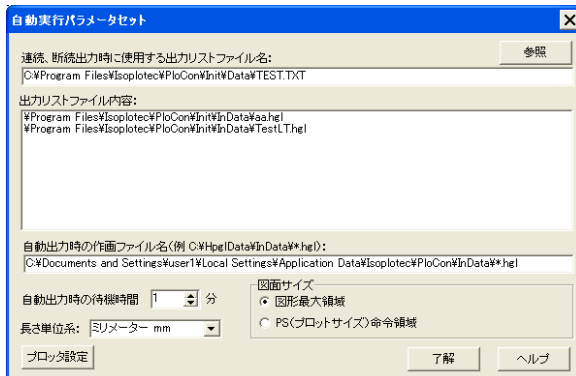 自動実行パラメータセット
連続、断続出力時に使用する出力リストファイル名:
参照
C:¥Program Files¥Isoplotec¥PloCon¥Init¥Data¥TEST.TXT
出力リストファイル内容:
¥Program Files¥Isoplotec¥PloCon¥Init¥InData¥aa.hgl
¥Program Files¥Isoplotec¥PloCon¥Init¥InData¥TestLT.hgl
自動出力時の作画ファイル名(例 C:¥HpglData¥InData¥*.hgl):
C:¥Documents and Settings¥user1¥Local Settings¥Application Data¥Isoplotec¥PloCon¥InData¥*.hgl
自動出力時の待機時間 1 分
長さ単位系: ミリメーター mm
図面サイズ
図形最大領域
PS(プロットサイズ)命令領域
プロッタ設定
了解
ヘルプ